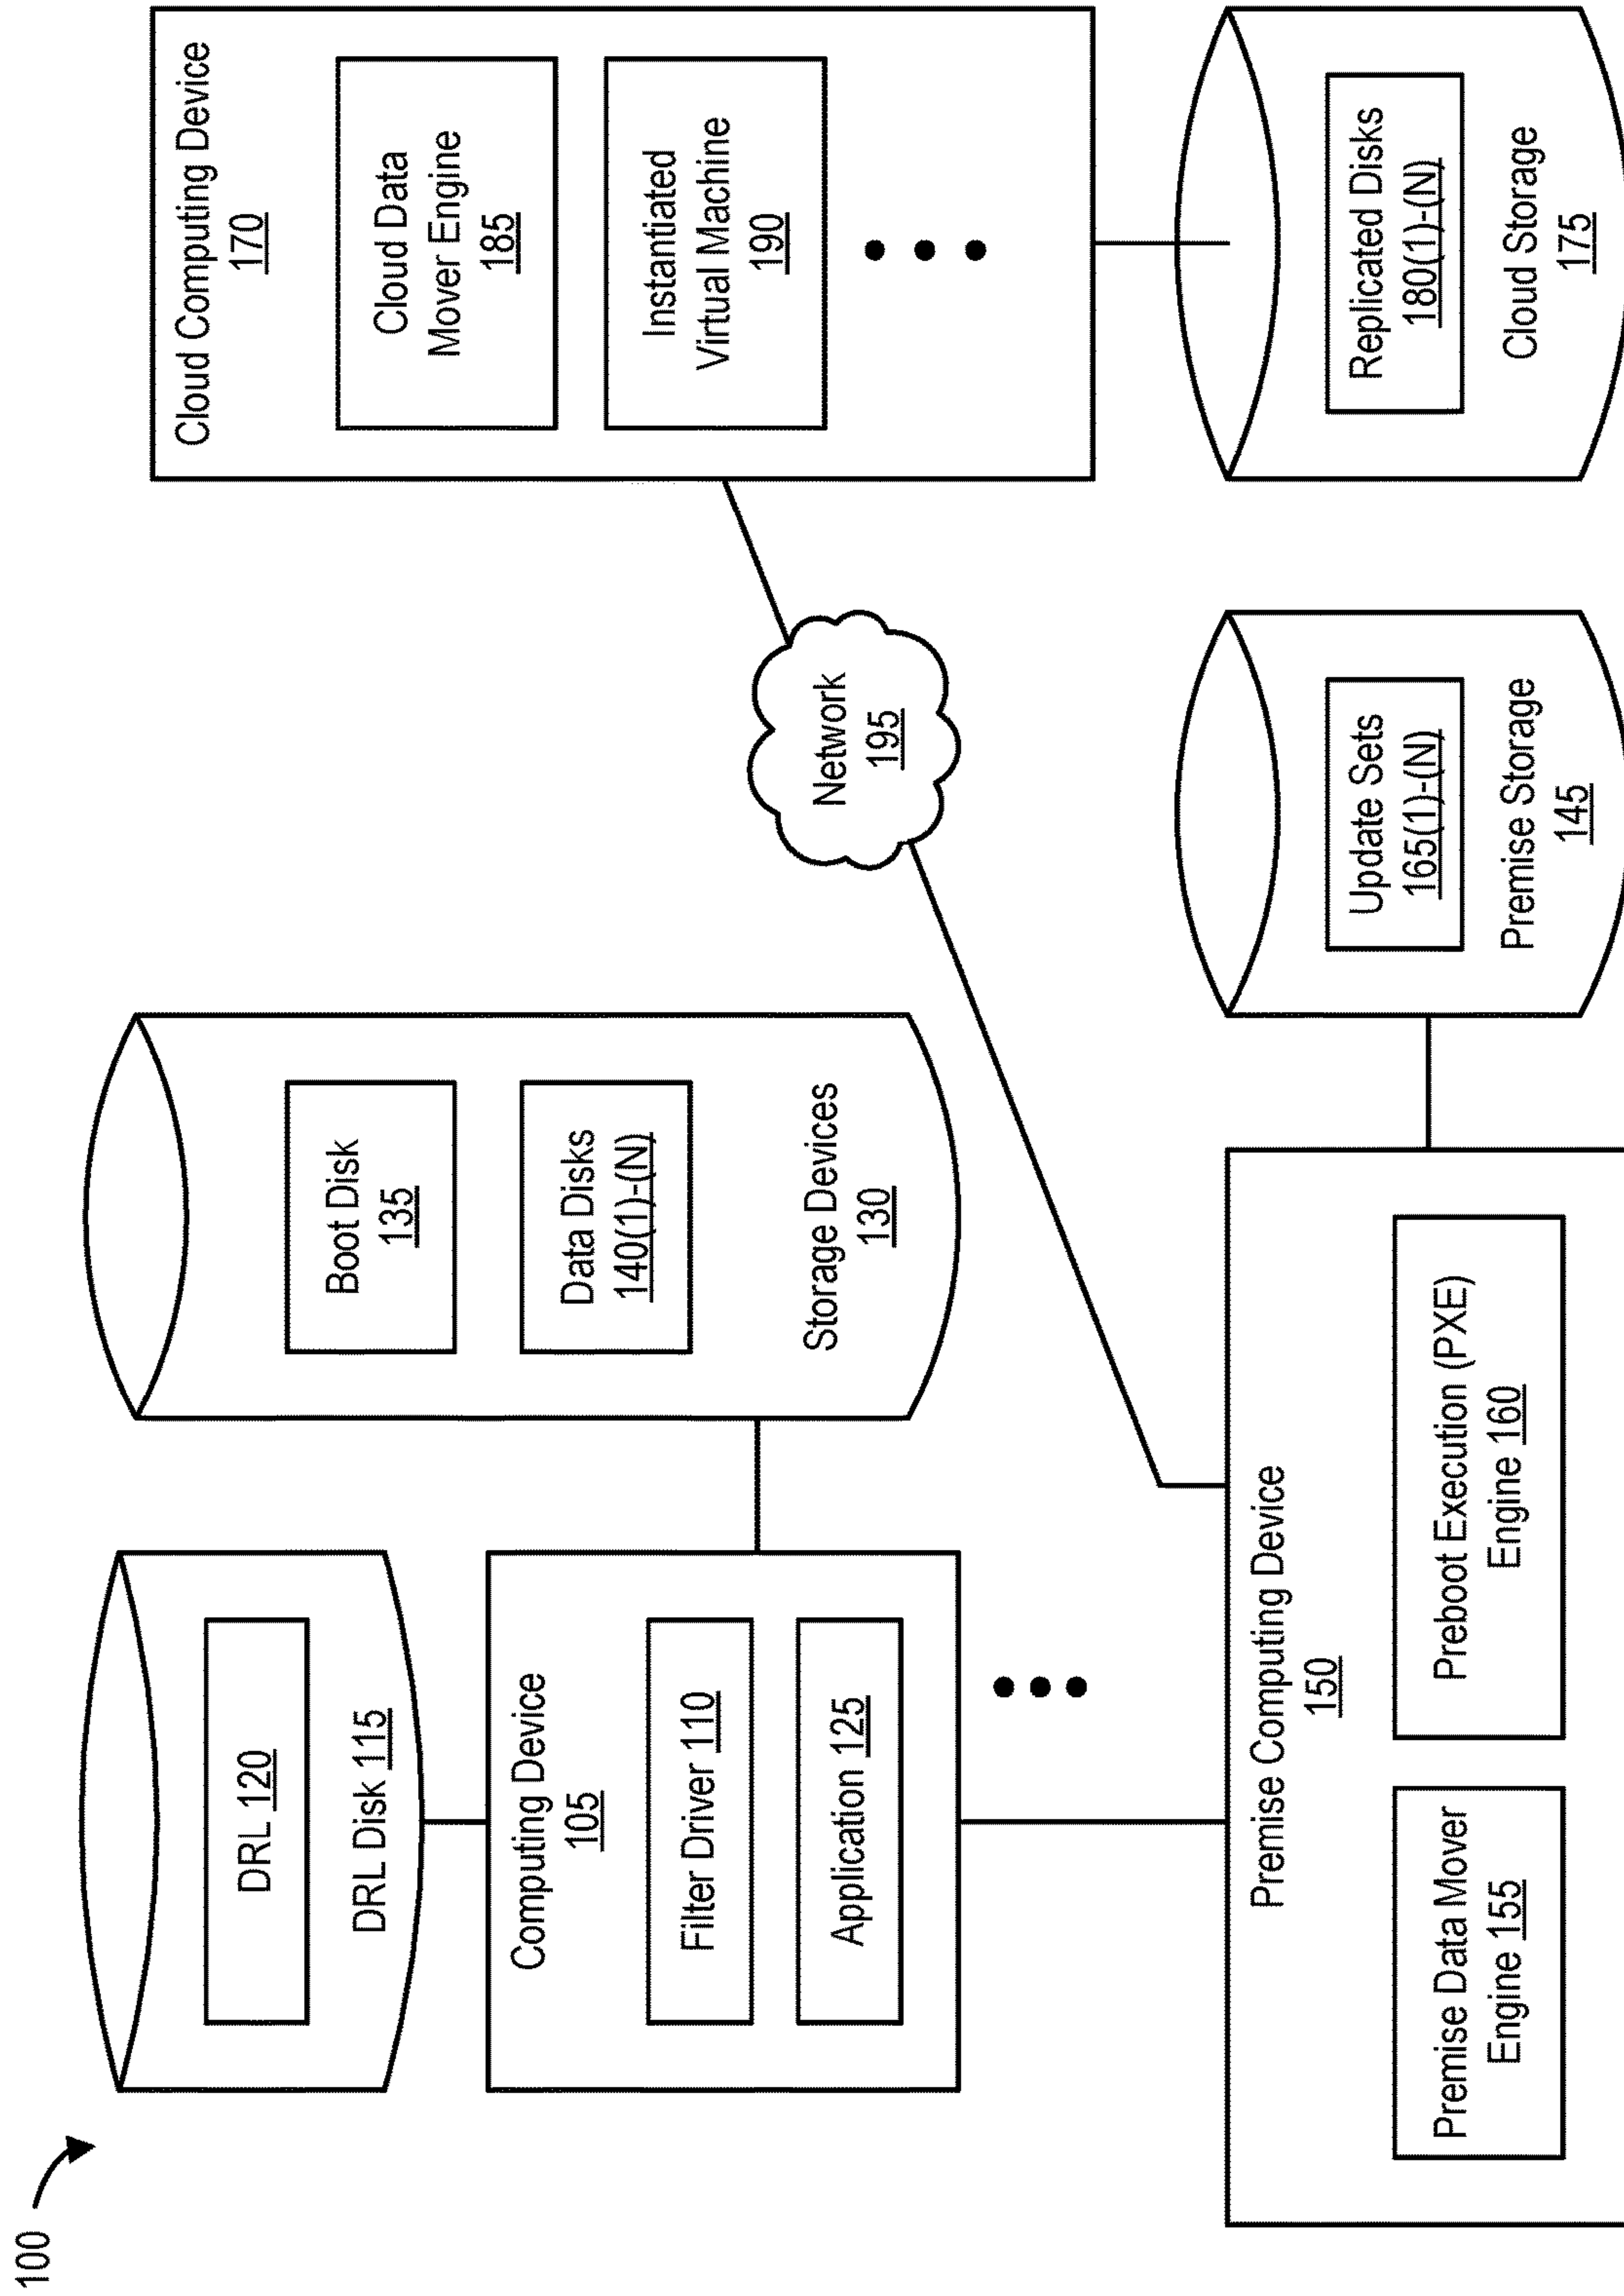 100
DRL 120
DRL Disk 115
Computing Device
105
Filter Driver 110
Application 125
Boot Disk
135
Data Disks
140(1)-(N)
Storage Devices
130
Premise Computing Device
150
Premise Data Mover
Engine 155
Preboot Execution (PXE)
Engine 160
Update Sets
165(1)-(N)
Premise Storage
145
Network
195
Cloud Computing Device
170
Cloud Data
Mover Engine
185
Instantiated
Virtual Machine
190
Replicated Disks
180(1)-(N)
Cloud Storage
175